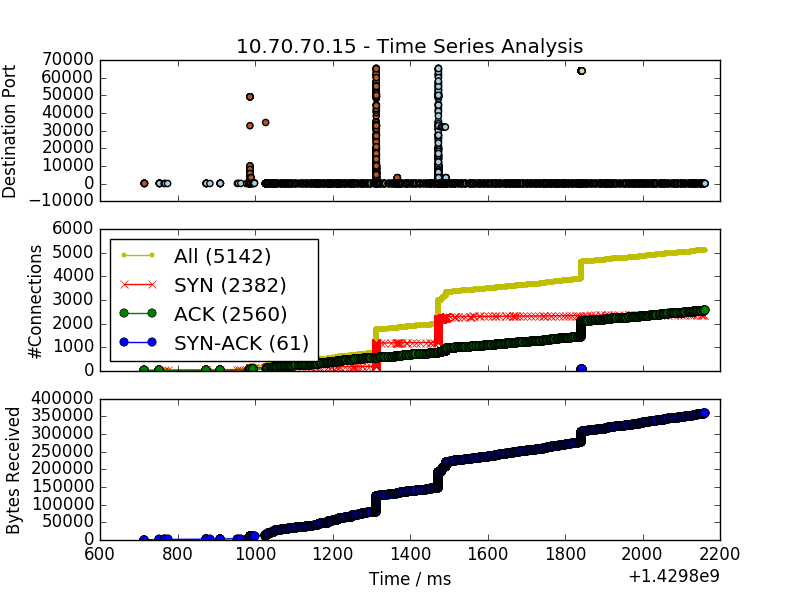 10.70.70.15 - Time Series Analysis
70000
60000
50000
40000
30000
20000
10000
0
−10000
Destination Port
6000
5000
4000
3000
2000
1000
0
#Connections
All (5142)
SYN (2382)
ACK (2560)
SYN-ACK (61)
400000
350000
300000
250000
200000
150000
100000
50000
0
Bytes Received
600 800 1000 1200 1400 1600 1800 2000 2200
Time / ms
+1.4298e9